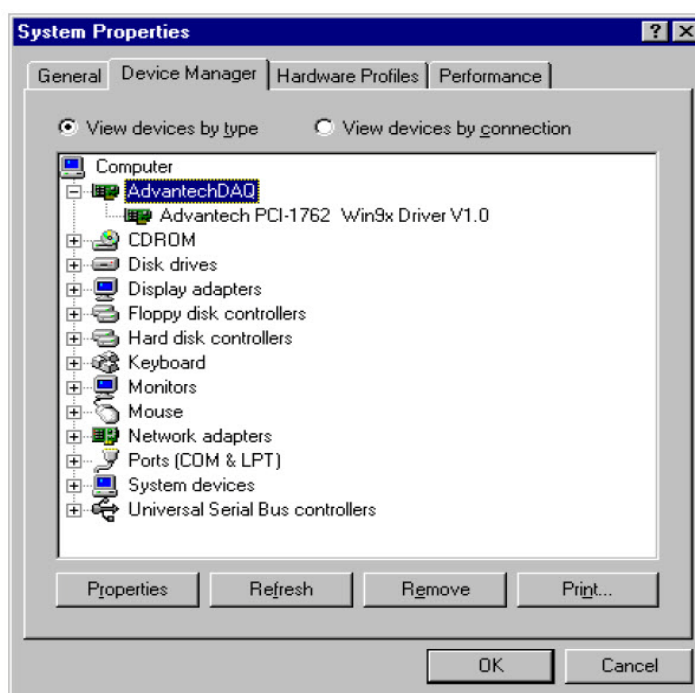 System Properties
General Device Manager Hardware Profiles Performance
View devices by type View devices by connection
Computer
AdvantechDAQ
Advantech PCI-1762 Win9x Driver V1.0
CDROM
Disk drives
Display adapters
Floppy disk controllers
Hard disk controllers
Keyboard
Monitors
Mouse
Network adapters
Ports (COM & LPT)
System devices
Universal Serial Bus controllers
Properties Refresh Remove Print...
OK Cancel